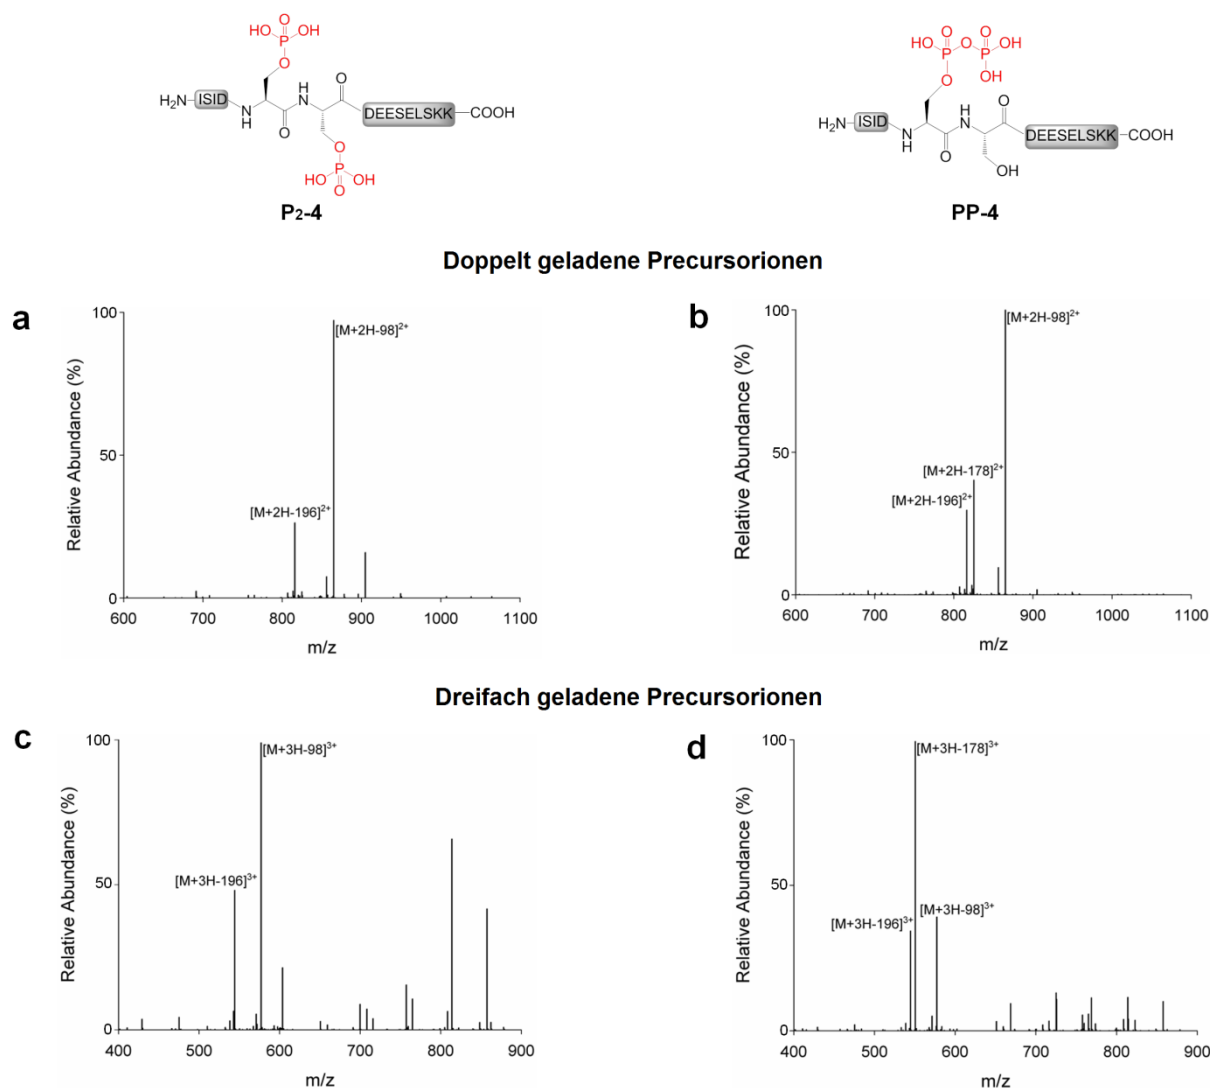 O
HO P OH
O
H₂N ISID N
H
O
H
N
O
DEESELSKK COOH
O
HO P OH
O
P₂-4
O O
HO P O P OH
O OH
H₂N ISID N
H
O
H
N
O
OH
DEESELSKK COOH
PP-4
Doppelt geladene Precursorionen
a
Relative Abundance (%)
100
50
0
[M+2H-98]²⁺
[M+2H-196]²⁺
600 700 800 900 1000 1100
m/z
b
Relative Abundance (%)
100
50
0
[M+2H-98]²⁺
[M+2H-178]²⁺
[M+2H-196]²⁺
600 700 800 900 1000 1100
m/z
Dreifach geladene Precursorionen
c
Relative Abundance (%)
100
50
0
[M+3H-98]³⁺
[M+3H-196]³⁺
400 500 600 700 800 900
m/z
d
Relative Abundance (%)
100
50
0
[M+3H-178]³⁺
[M+3H-196]³⁺ [M+3H-98]³⁺
400 500 600 700 800 900
m/z